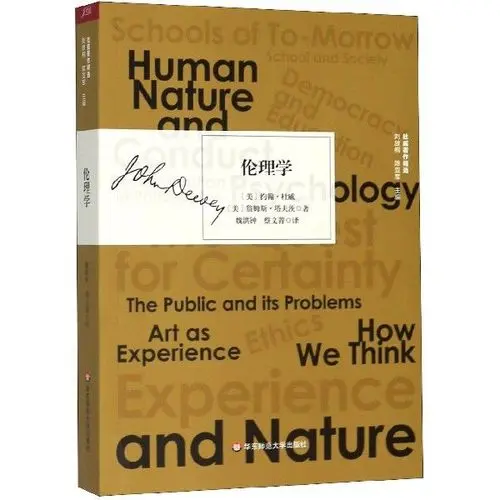 Schools of To-Morrow
School and Society
Human
Nature
and
Democracy
and
Education
Conduct
Psychology
杜威著作精选
刘放桐 陈亚军 主编
伦理学
John Dewey
[美] 约翰·杜威
[美] 詹姆斯·塔夫茨 著
魏洪钟 蔡文菁 译
for Certainty
The Public and its Problems
Ethics
Art as
Experience
How
We Think
Experience
and Nature
华东师范大学出版社
伦理学